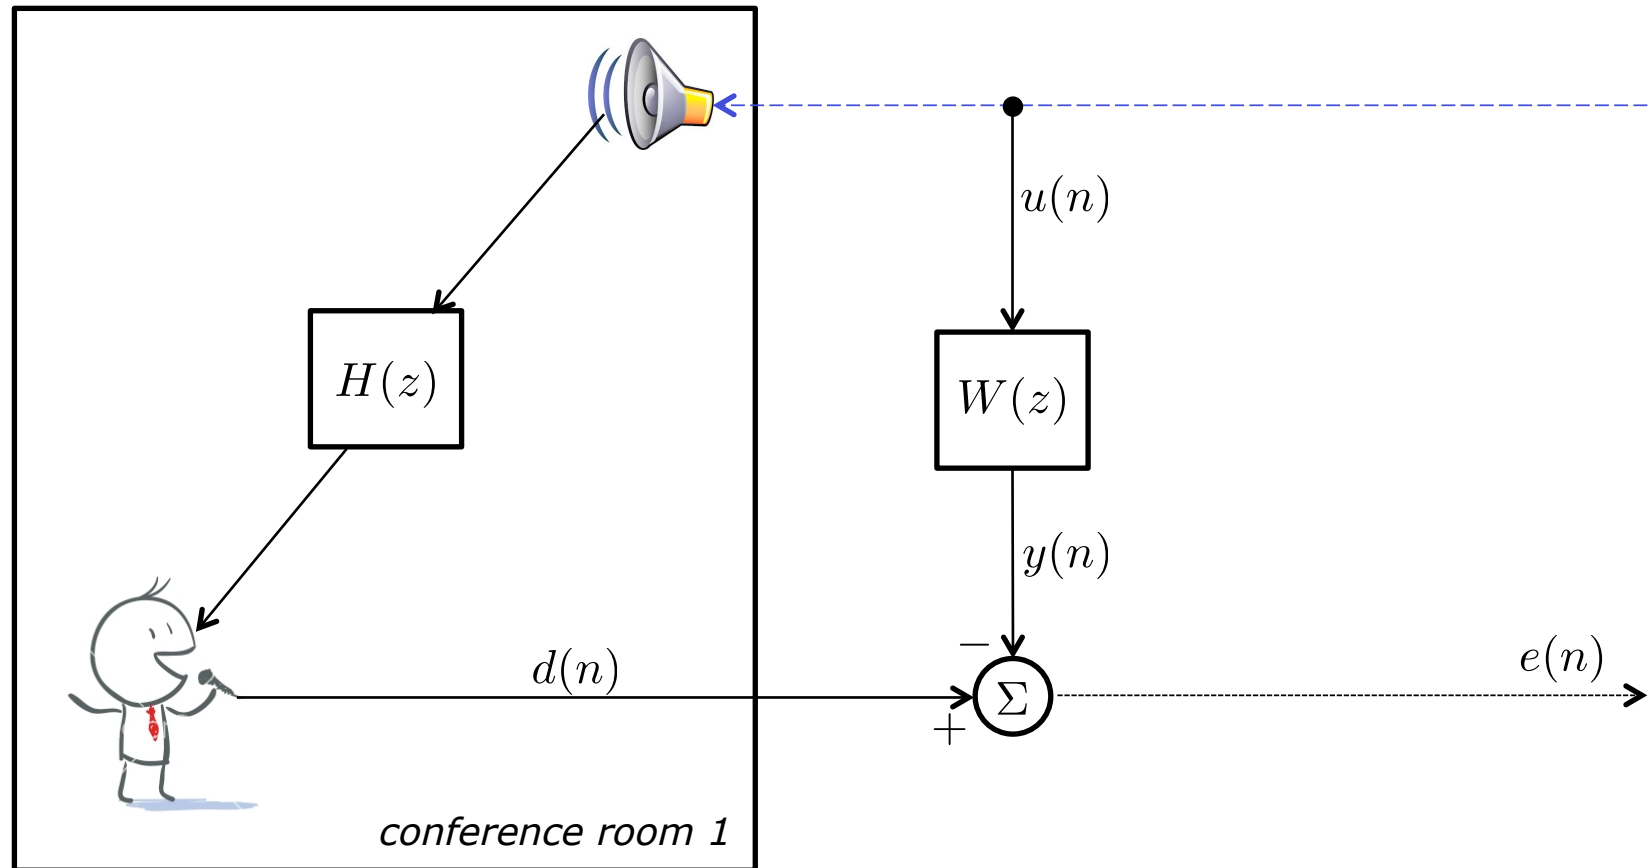 u(n)
H(z)
W(z)
y(n)
−
d(n)
e(n)
Σ
+
conference room 1